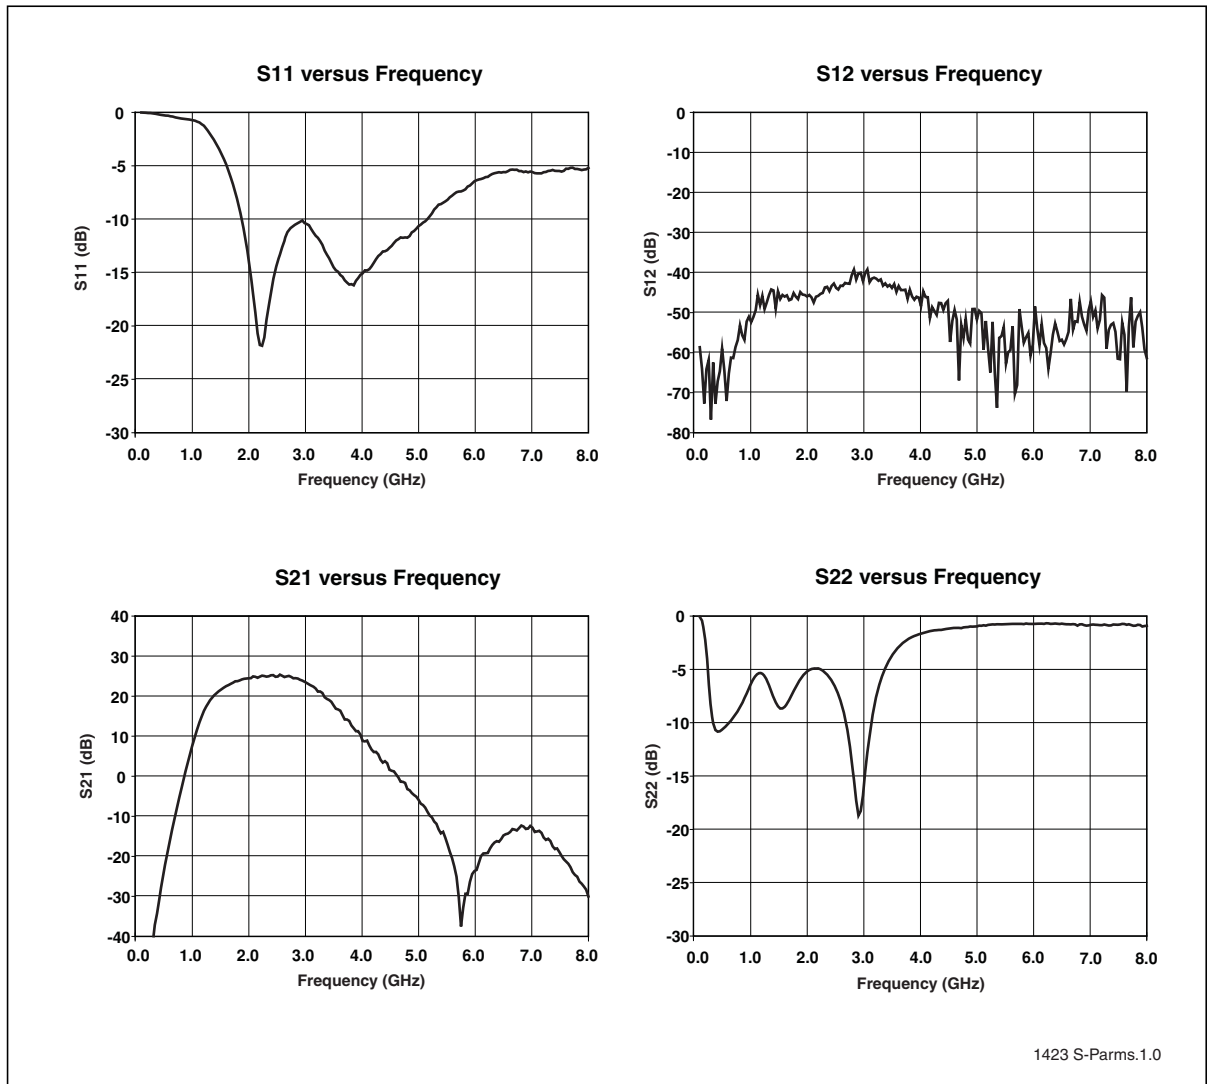 S11 versus Frequency
0
-5
-10
-15
-20
-25
-30
S11 (dB)
0.0 1.0 2.0 3.0 4.0 5.0 6.0 7.0 8.0
Frequency (GHz)
S12 versus Frequency
0
-10
-20
-30
-40
-50
-60
-70
-80
S12 (dB)
0.0 1.0 2.0 3.0 4.0 5.0 6.0 7.0 8.0
Frequency (GHz)
S21 versus Frequency
40
30
20
10
0
-10
-20
-30
-40
S21 (dB)
0.0 1.0 2.0 3.0 4.0 5.0 6.0 7.0 8.0
Frequency (GHz)
S22 versus Frequency
0
-5
-10
-15
-20
-25
-30
S22 (dB)
0.0 1.0 2.0 3.0 4.0 5.0 6.0 7.0 8.0
Frequency (GHz)
1423 S-Parms.1.0